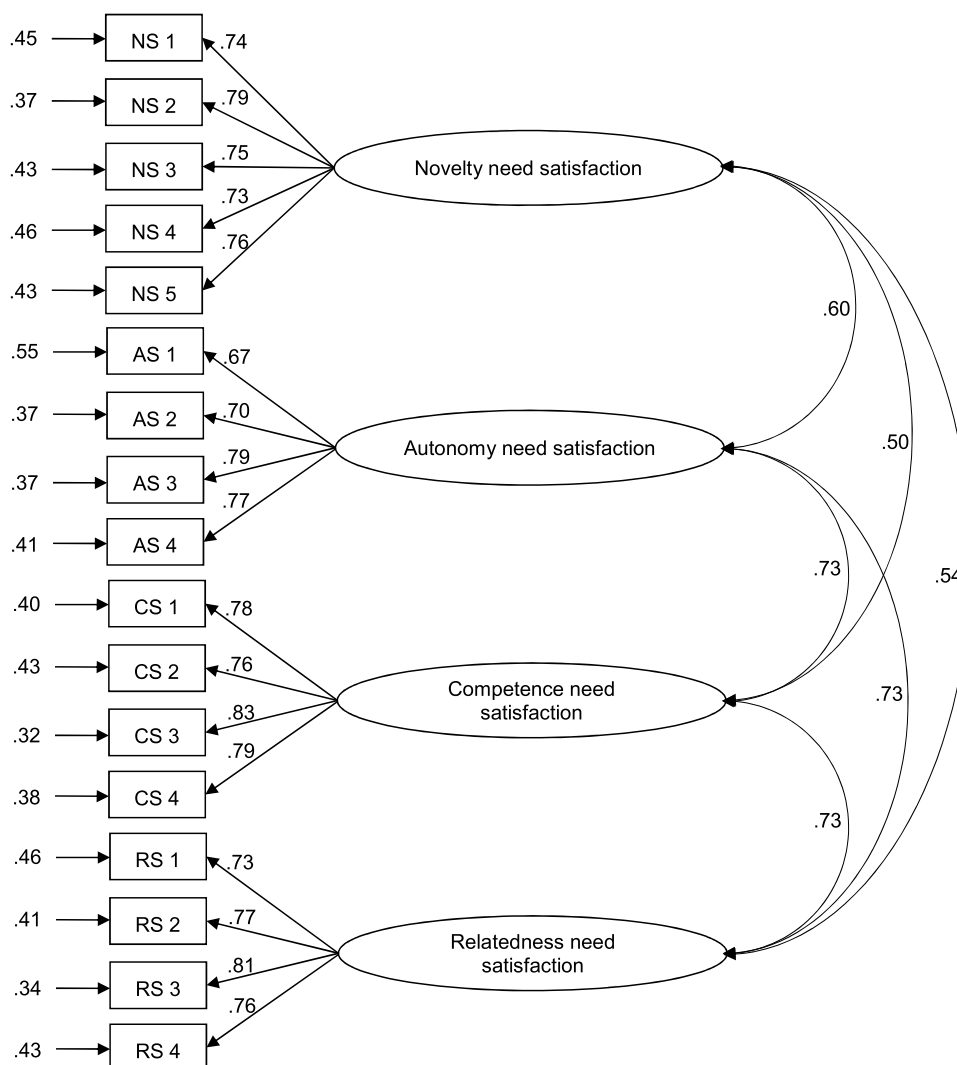 .45
NS 1
.74
.37
NS 2
.79
.43
NS 3
.75
Novelty need satisfaction
.46
NS 4
.73
.43
NS 5
.76
.60
.55
AS 1
.67
.37
AS 2
.70
Autonomy need satisfaction
.50
.37
AS 3
.79
.41
AS 4
.77
.73
.54
.40
CS 1
.78
.43
CS 2
.76
Competence need
satisfaction
.73
.32
CS 3
.83
.38
CS 4
.79
.73
.46
RS 1
.73
.41
RS 2
.77
Relatedness need
satisfaction
.34
RS 3
.81
.43
RS 4
.76